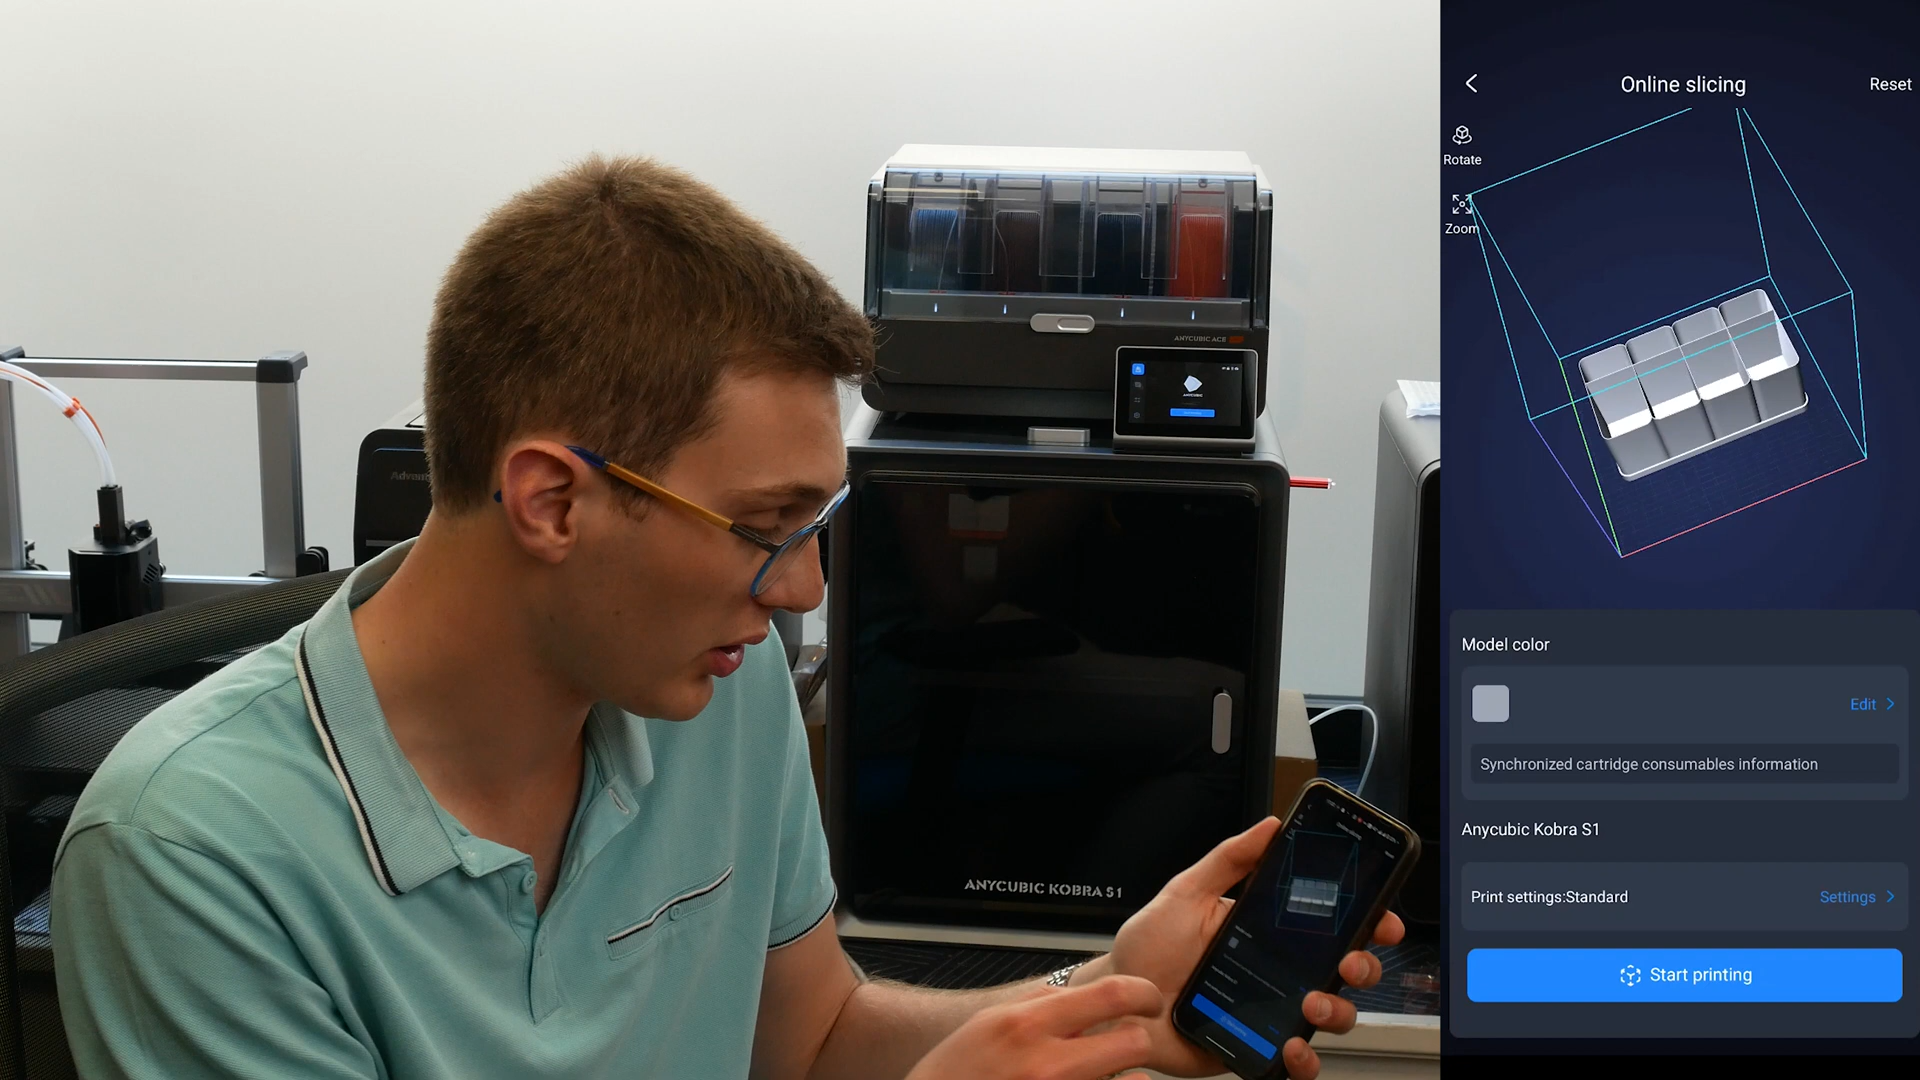 Online slicing
Reset
Rotate
Zoom
Model color
Edit
Synchronized cartridge consumables information
Anycubic Kobra S1
Print settings:Standard
Settings
Start printing
ANYCUBIC ACE
ANYCUBIC
ANYCUBIC KOBRA S1